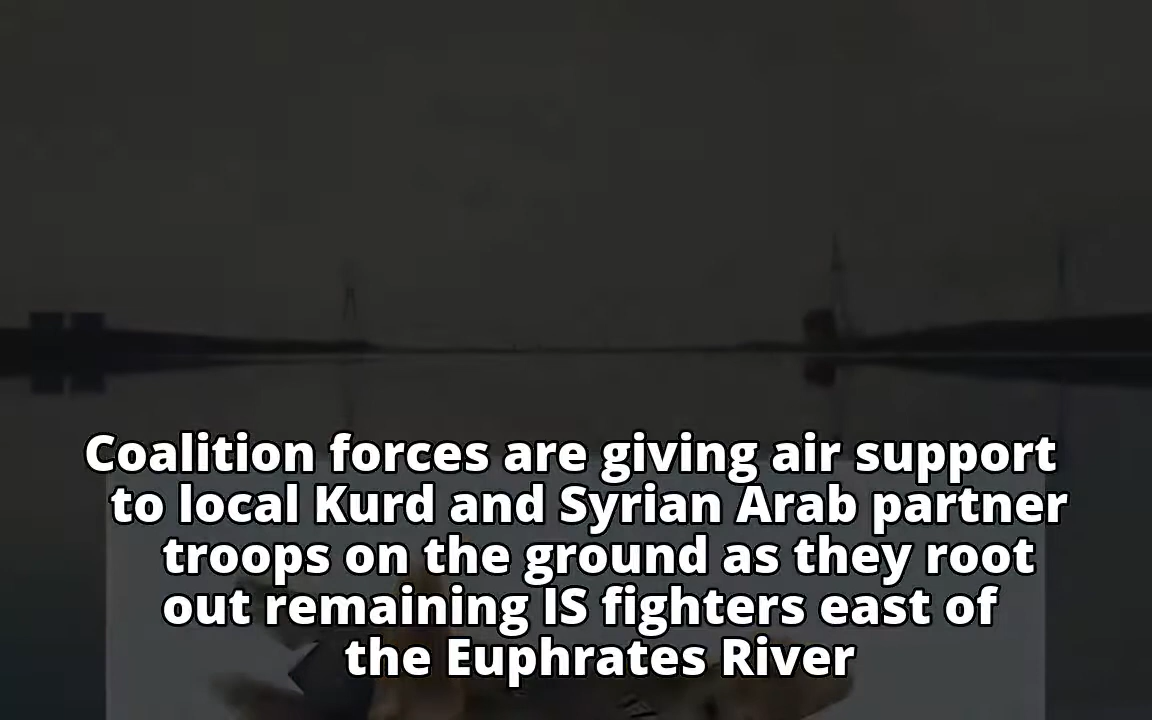 Coalition forces are giving air support
to local Kurd and Syrian Arab partner
troops on the ground as they root
out remaining IS fighters east of
the Euphrates River